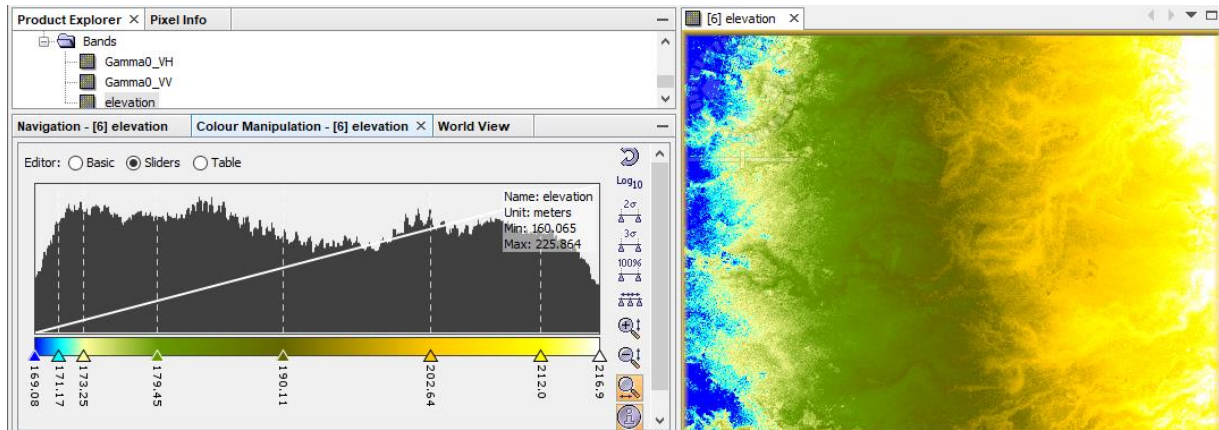 Product Explorer × Pixel Info
Bands
Gamma0_VH
Gamma0_VV
elevation
Navigation - [6] elevation
Colour Manipulation - [6] elevation ×
World View
Editor: Basic Sliders Table
Name: elevation
Unit: meters
Min: 160.065
Max: 225.864
Log10
2σ
3σ
100%
169.08
171.17
173.25
179.45
190.11
202.64
212.0
216.9
[6] elevation ×